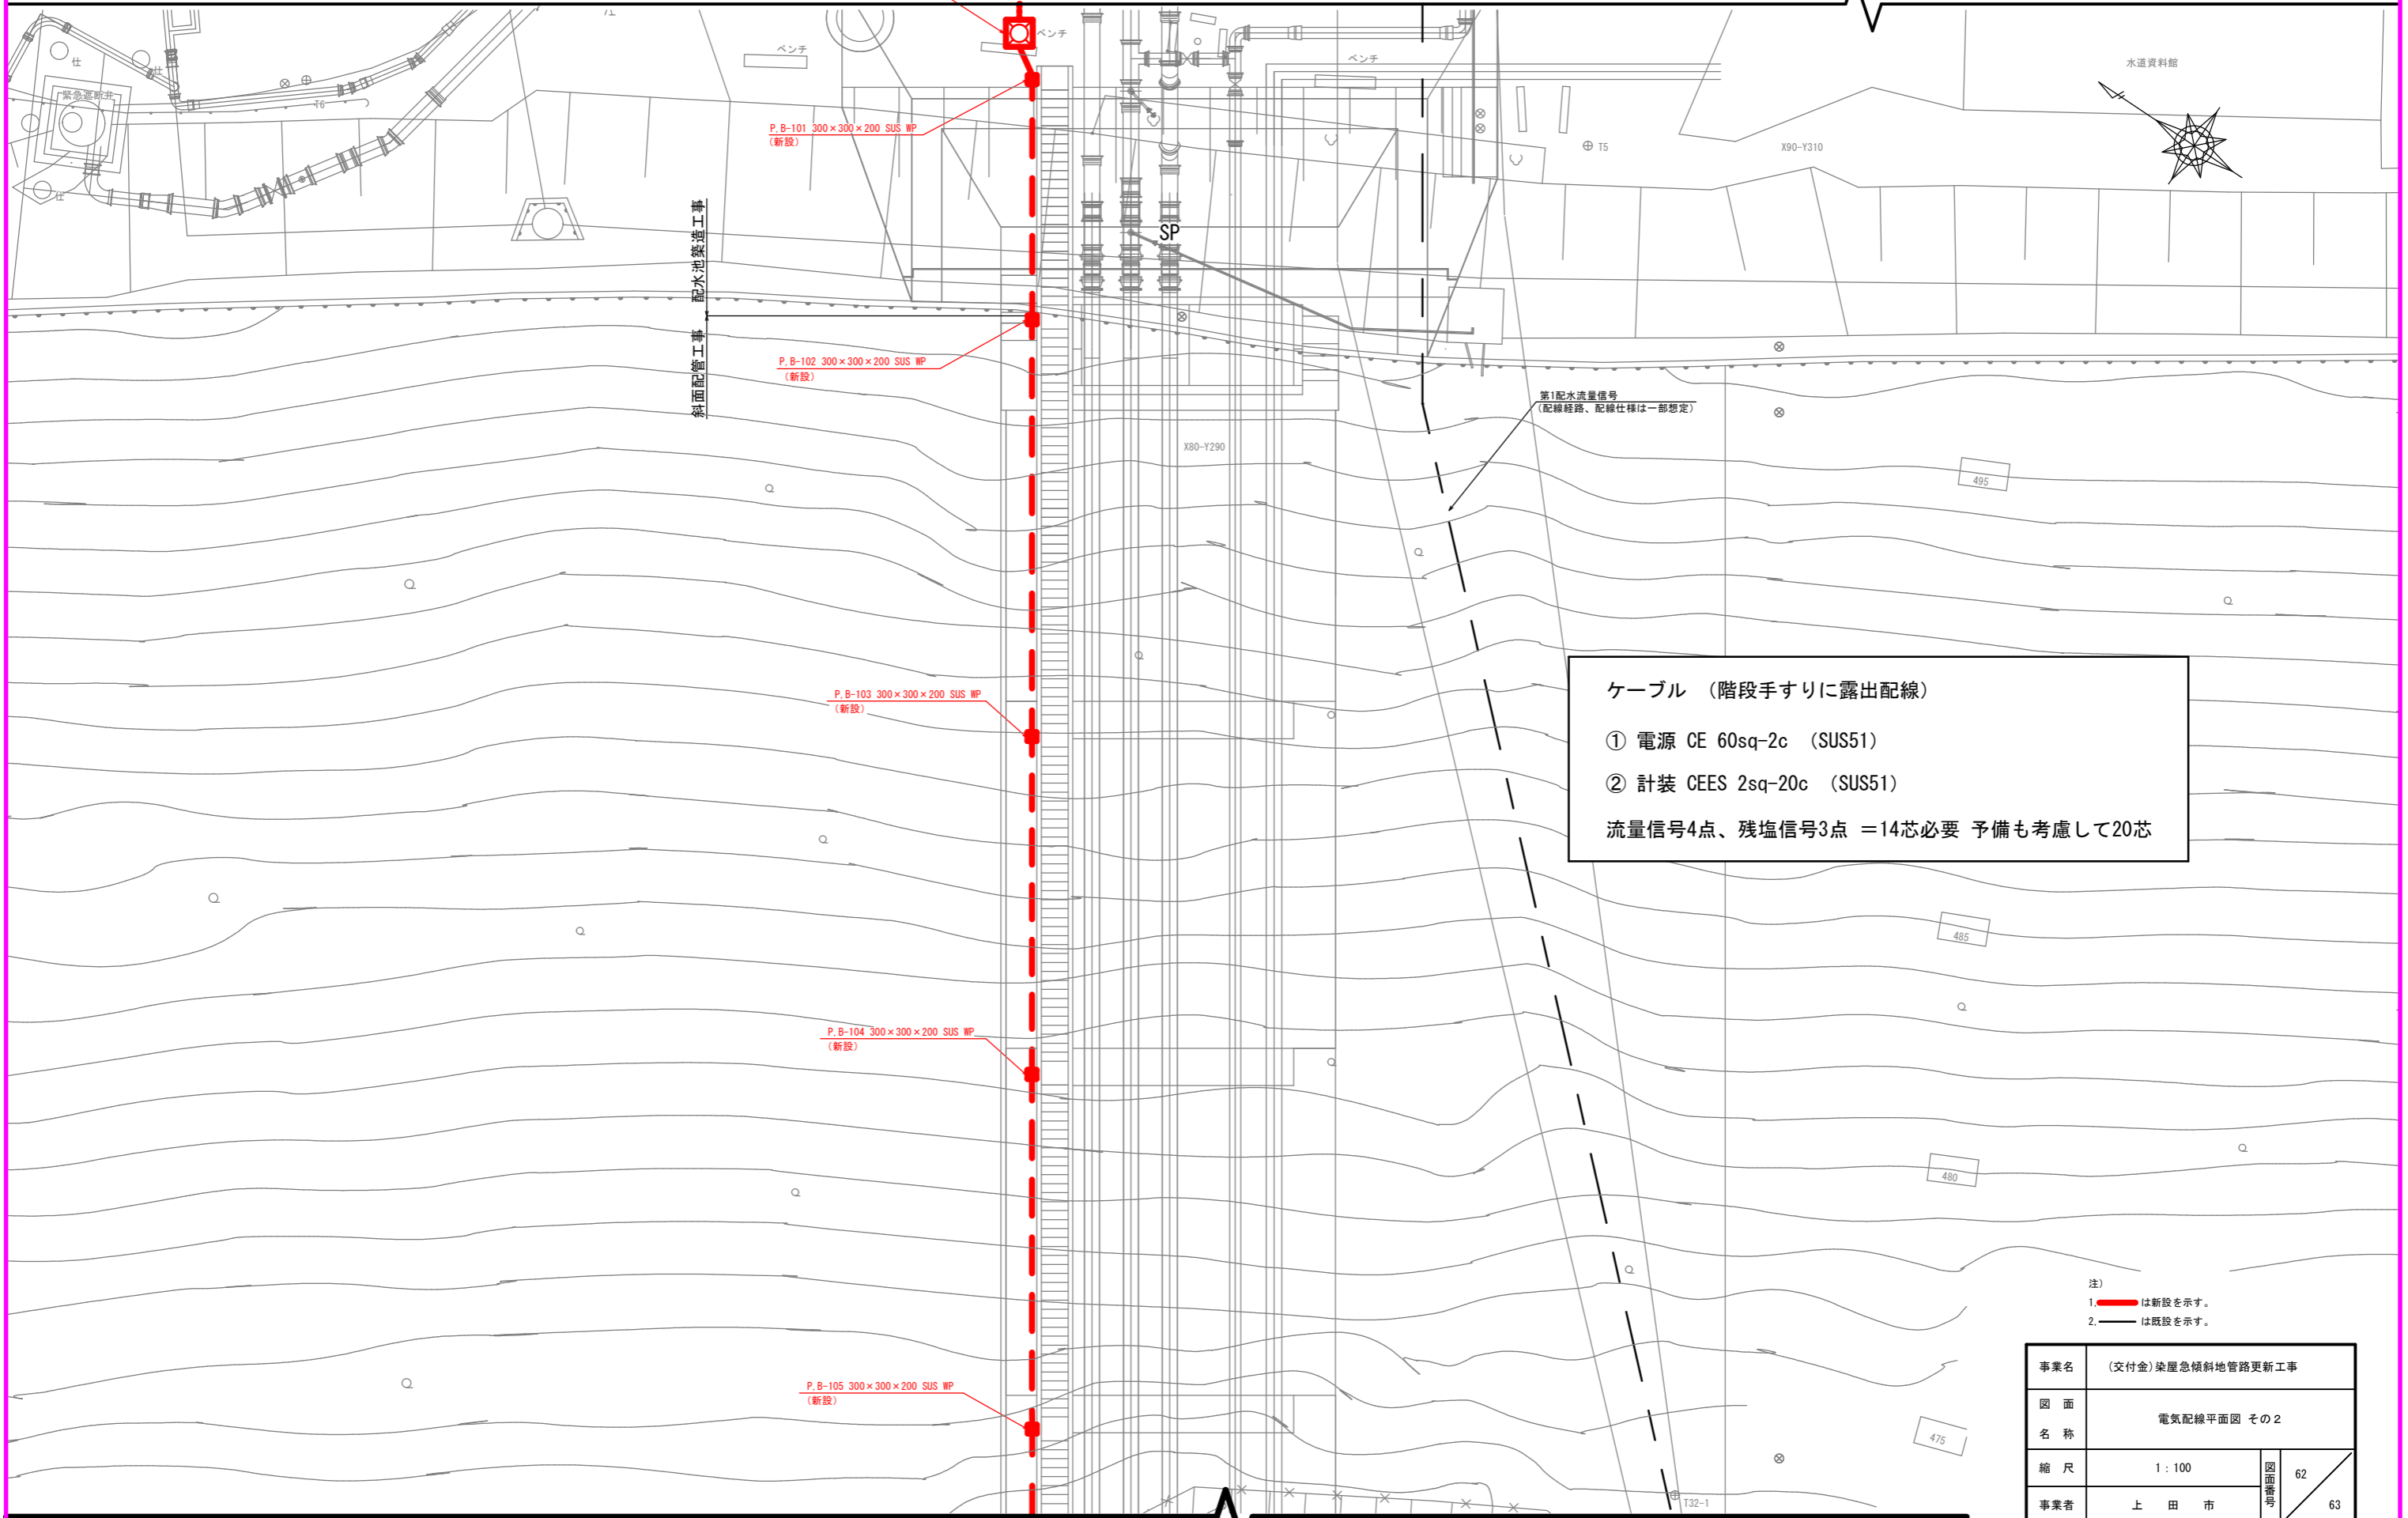 ベンチ
ベンチ
ベンチ
水道資料館
仕
仕
緊急遮断弁
T6
仕
P.B-101 300×300×200 SUS WP
(新設)
T5
X90-Y310
SP
配水池築造工事
斜面配管工事
P.B-102 300×300×200 SUS WP
(新設)
第1配水流量信号
(配線経路、配線仕様は一部想定)
X80-Y290
495
P.B-103 300×300×200 SUS WP
(新設)
ケーブル (階段手すりに露出配線)
① 電源 CE 60sq-2c (SUS51)
② 計装 CEES 2sq-20c (SUS51)
流量信号4点、残塩信号3点 =14芯必要 予備も考慮して20芯
485
P.B-104 300×300×200 SUS WP
(新設)
480
P.B-105 300×300×200 SUS WP
(新設)
475
T32-1
注)
1. は新設を示す。
2. は既設を示す。
事業名 (交付金)染屋急傾斜地管路更新工事
図面名称 電気配線平面図 その2
縮尺 1:100 図面番号 62/63
事業者 上田市